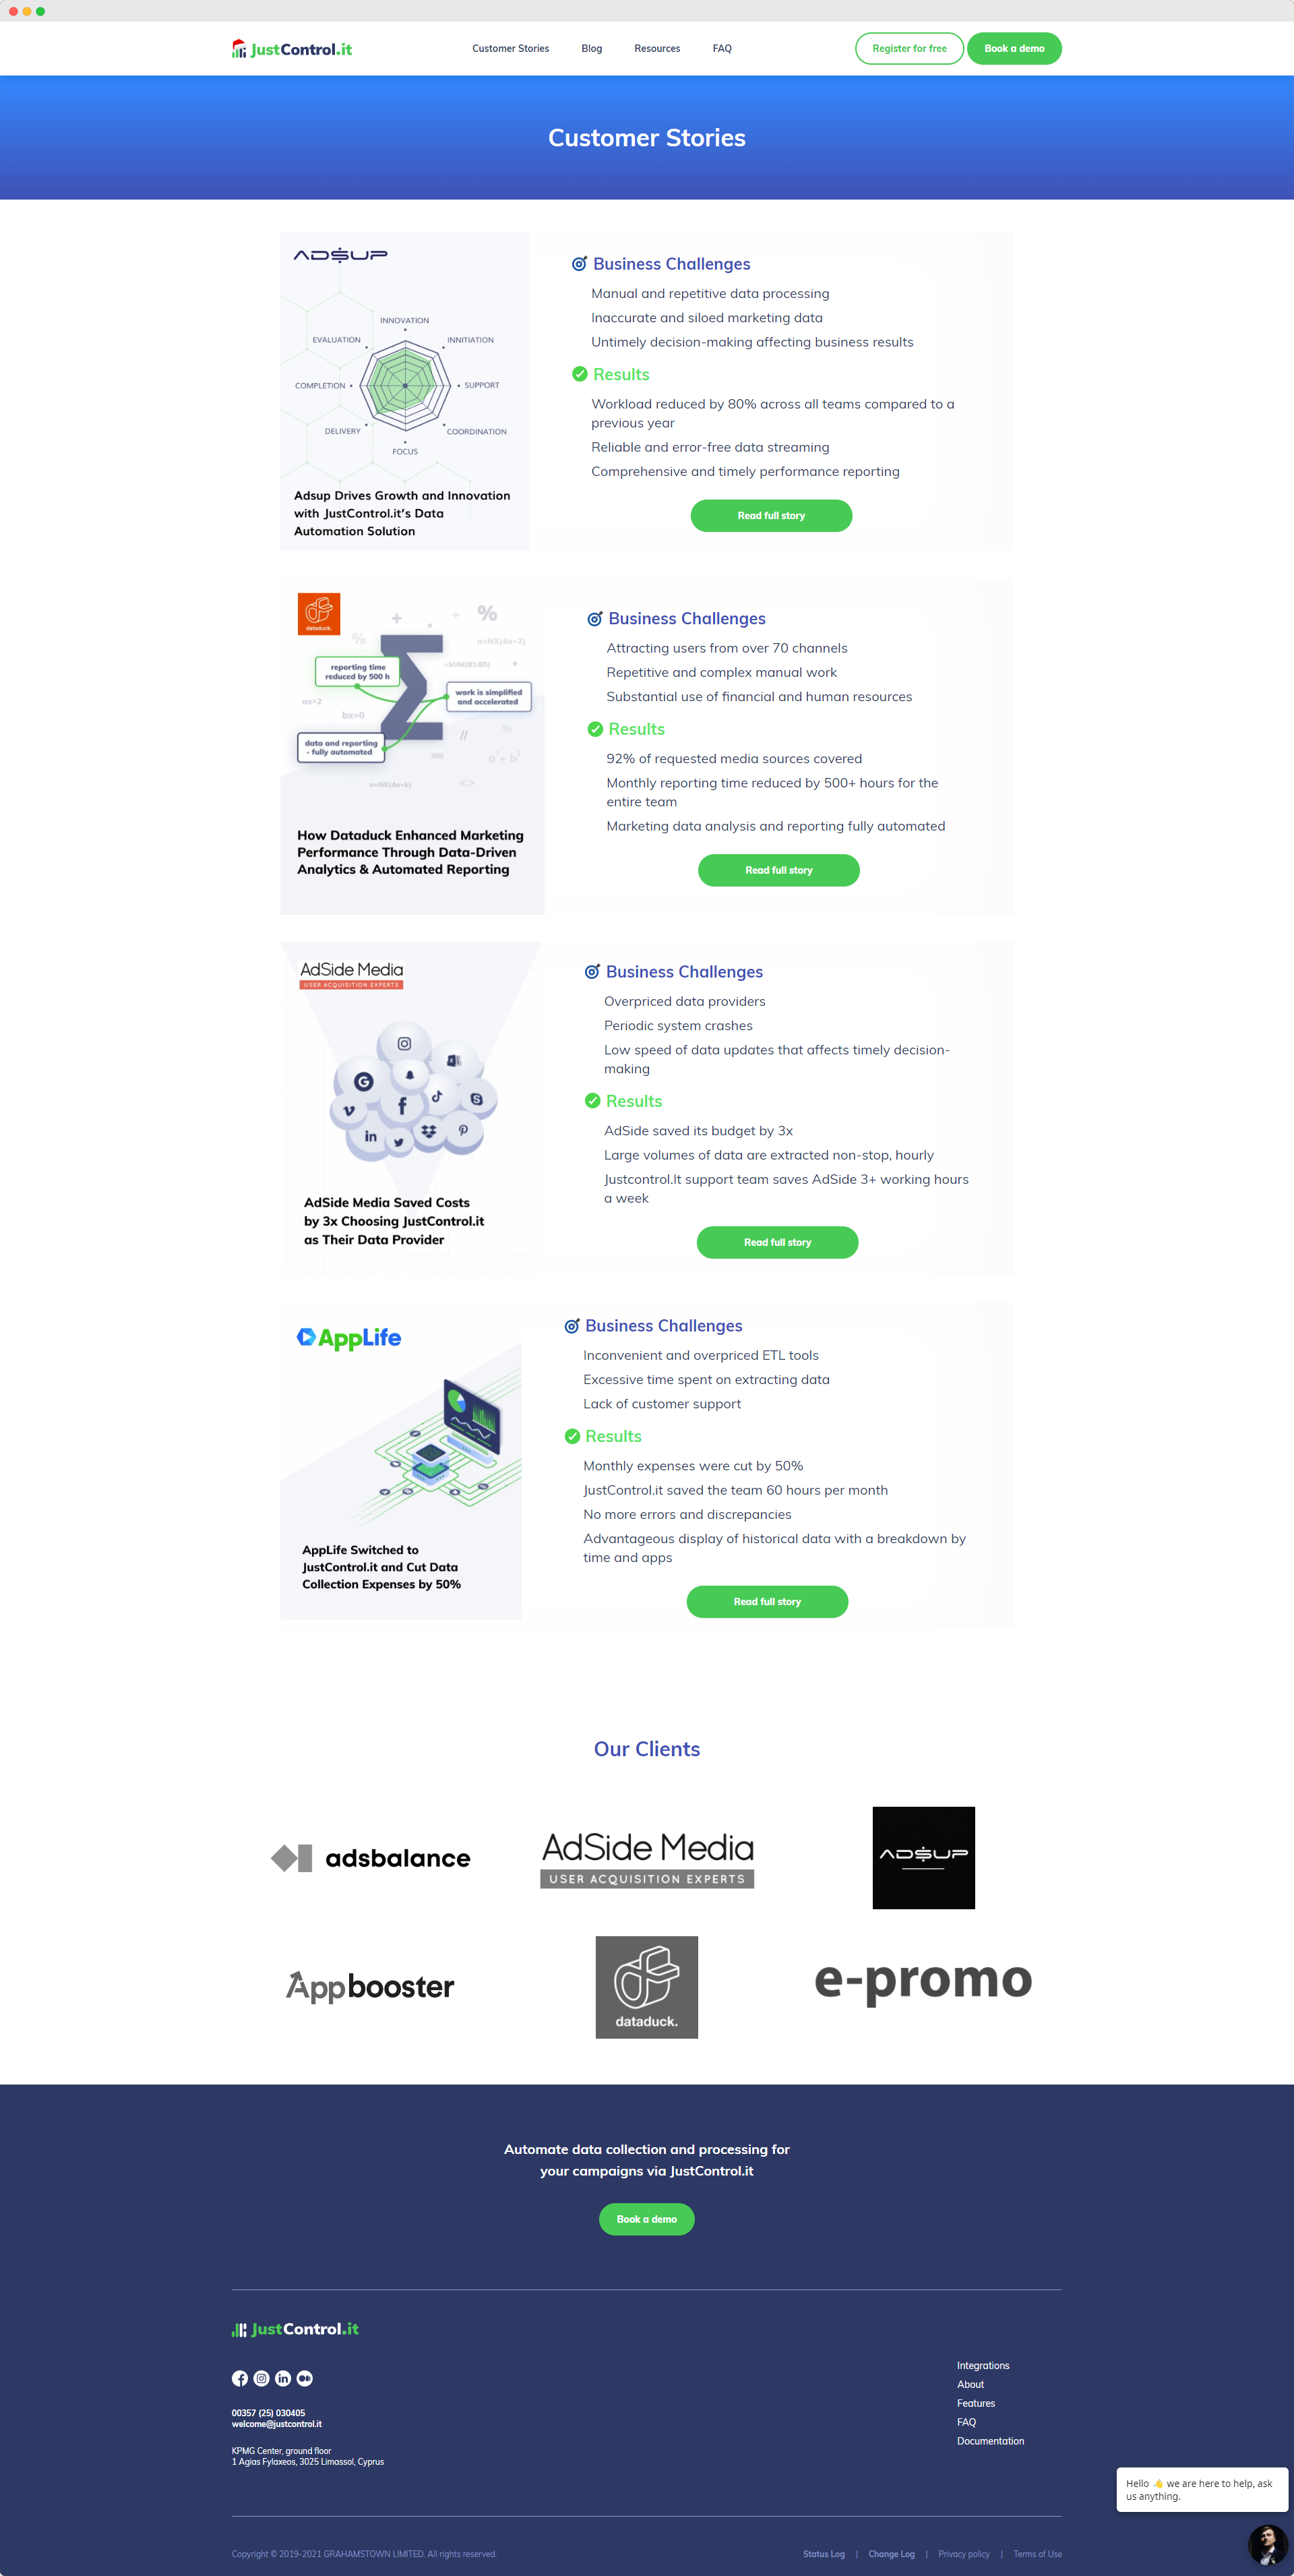 JustControl.it
Customer Stories
Blog
Resources
FAQ
Register for free
Book a demo
Customer Stories
ADSUP
INNOVATION
EVALUATION
INNITIATION
COMPLETION
SUPPORT
DELIVERY
COORDINATION
FOCUS
Adsup Drives Growth and Innovation
with JustControl.it's Data
Automation Solution
Business Challenges
Manual and repetitive data processing
Inaccurate and siloed marketing data
Untimely decision-making affecting business results
Results
Workload reduced by 80% across all teams compared to a
previous year
Reliable and error-free data streaming
Comprehensive and timely performance reporting
Read full story
dataduck.
%
+
+
%
%
n=HX(4a+2)
=SUM(B3;B5)
reporting time
reduced by 500 h
work is simplified
and accelerated
ax^2
bx=0
Σ
data and reporting
- fully automated
//
%
=
a²+ b²
n=HX(4a+b)
<>
How Dataduck Enhanced Marketing
Performance Through Data-Driven
Analytics & Automated Reporting
Business Challenges
Attracting users from over 70 channels
Repetitive and complex manual work
Substantial use of financial and human resources
Results
92% of requested media sources covered
Monthly reporting time reduced by 500+ hours for the
entire team
Marketing data analysis and reporting fully automated
Read full story
AdSide Media
USER ACQUISITION EXPERTS
AdSide Media Saved Costs
by 3x Choosing JustControl.it
as Their Data Provider
Business Challenges
Overpriced data providers
Periodic system crashes
Low speed of data updates that affects timely decision-
making
Results
AdSide saved its budget by 3x
Large volumes of data are extracted non-stop, hourly
Justcontrol.It support team saves AdSide 3+ working hours
a week
Read full story
AppLife
AppLife Switched to
JustControl.it and Cut Data
Collection Expenses by 50%
Business Challenges
Inconvenient and overpriced ETL tools
Excessive time spent on extracting data
Lack of customer support
Results
Monthly expenses were cut by 50%
JustControl.it saved the team 60 hours per month
No more errors and discrepancies
Advantageous display of historical data with a breakdown by
time and apps
Read full story
Our Clients
adsbalance
AdSide Media
USER ACQUISITION EXPERTS
ADSUP
Appbooster
dataduck.
e-promo
Automate data collection and processing for
your campaigns via JustControl.it
Book a demo
JustControl.it
00357 (25) 030405
welcome@justcontrol.it
KPMG Center, ground floor
1 Agias Fylaxeos, 3025 Limassol, Cyprus
Integrations
About
Features
FAQ
Documentation
Hello 👋 we are here to help, ask
us anything.
Copyright © 2019-2021 GRAHAMSTOWN LIMITED. All rights reserved.
Status Log | Change Log | Privacy policy | Terms of Use